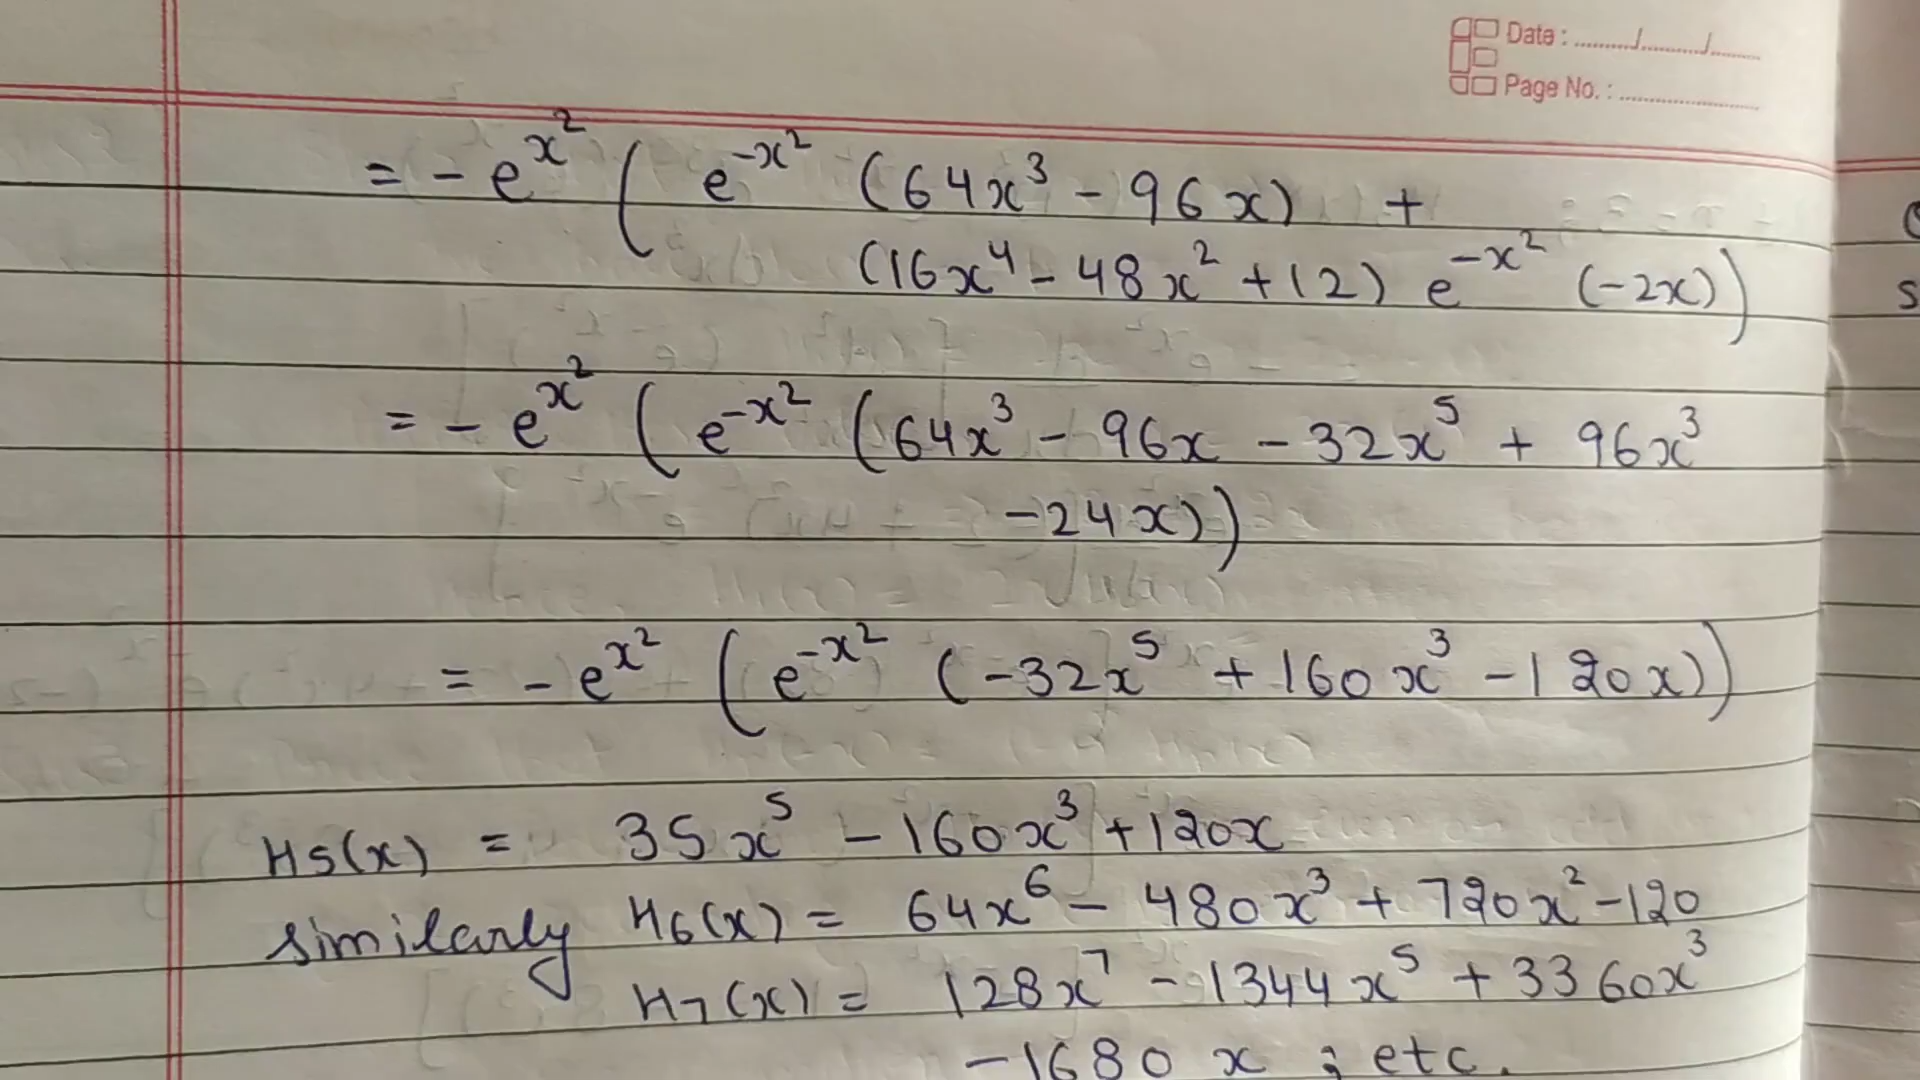 Date : ......../......../........
Page No. : ........................
= - e^{x^2} ( e^{-x^2} (64x^3 - 96x) +
(16x^4 - 48x^2 + 12) e^{-x^2} (-2x))
= - e^{x^2} ( e^{-x^2} (64x^3 - 96x - 32x^5 + 96x^3
- 24x))
= - e^{x^2} ( e^{-x^2} (-32x^5 + 160x^3 - 120x))
H5(x) = 35x^5 - 160x^3 + 120x
similarly H6(x) = 64x^6 - 480x^3 + 720x^2 - 120
H7(x) = 128x^7 - 1344x^5 + 3360x^3
- 1680x ; etc.